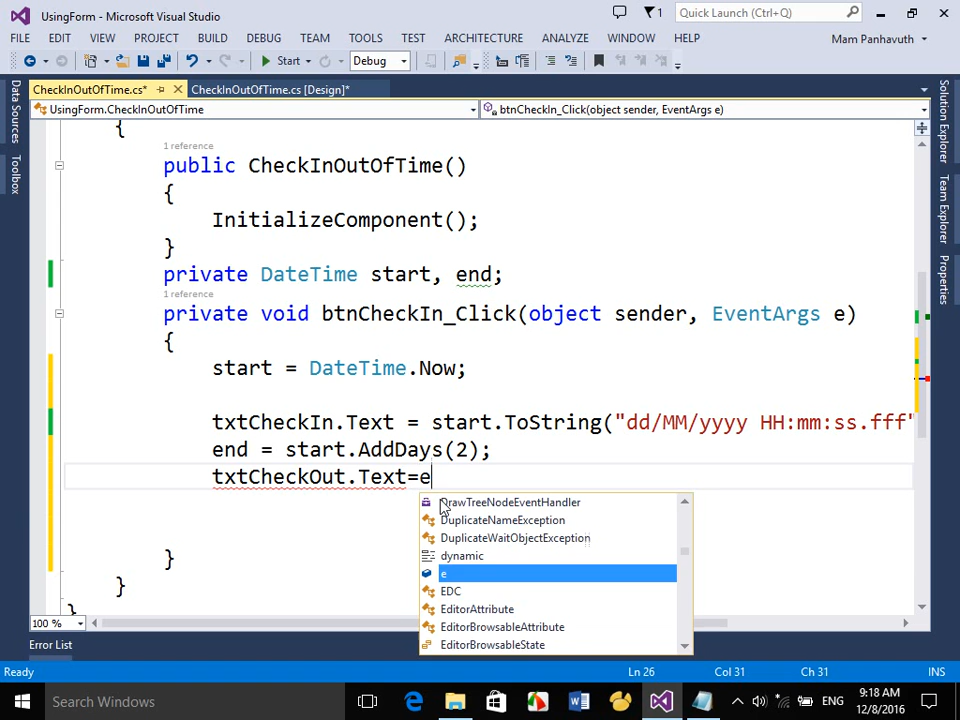 UsingForm - Microsoft Visual Studio
1
Quick Launch (Ctrl+Q)
FILE EDIT VIEW PROJECT BUILD DEBUG TEAM TOOLS TEST ARCHITECTURE ANALYZE WINDOW HELP
Mam Panhavuth
Start Debug
CheckInOutOfTime.cs* CheckInOutOfTime.cs [Design]*
UsingForm.CheckInOutOfTime
btnCheckIn_Click(object sender, EventArgs e)
Data Sources
Toolbox
Solution Explorer
Team Explorer
Properties
{
1 reference
public CheckInOutOfTime()
{
InitializeComponent();
}
private DateTime start, end;
1 reference
private void btnCheckIn_Click(object sender, EventArgs e)
{
start = DateTime.Now;
txtCheckIn.Text = start.ToString("dd/MM/yyyy HH:mm:ss.fff"
end = start.AddDays(2);
txtCheckOut.Text=e
DrawTreeNodeEventHandler
DuplicateNameException
DuplicateWaitObjectException
dynamic
e
EDC
EditorAttribute
EditorBrowsableAttribute
EditorBrowsableState
}
}
}
100 %
Error List
Ready
Ln 26
Col 31
Ch 31
INS
Search Windows
ENG
9:18 AM
12/8/2016